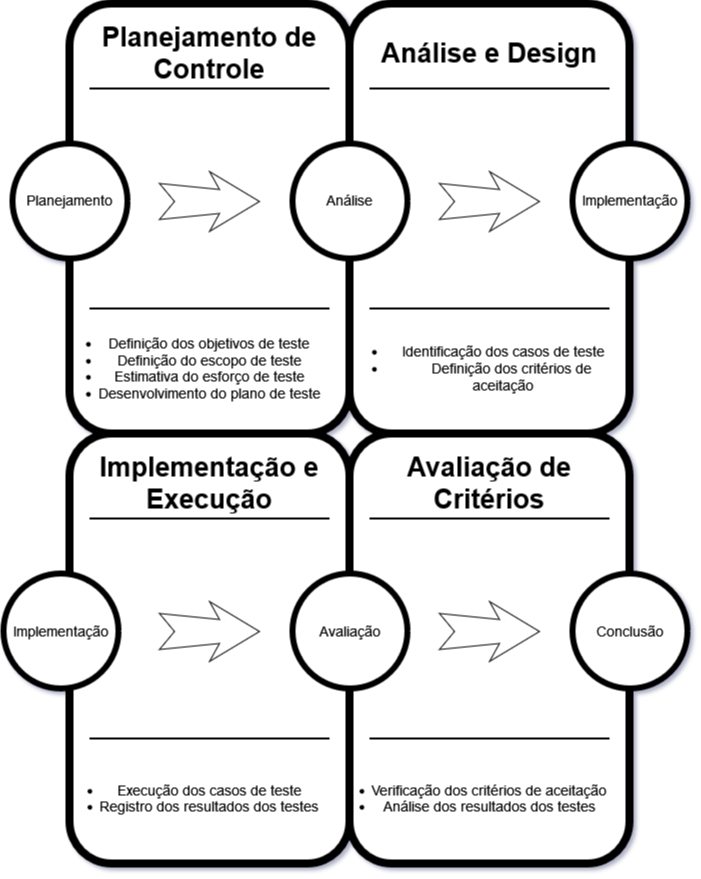 Planejamento de
Controle
Análise e Design
Planejamento
Análise
Implementação
• Definição dos objetivos de teste
• Definição do escopo de teste
• Estimativa do esforço de teste
• Desenvolvimento do plano de teste
• Identificação dos casos de teste
• Definição dos critérios de
aceitação
Implementação e
Execução
Avaliação de
Critérios
Implementação
Avaliação
Conclusão
• Execução dos casos de teste
• Registro dos resultados dos testes
• Verificação dos critérios de aceitação
• Análise dos resultados dos testes